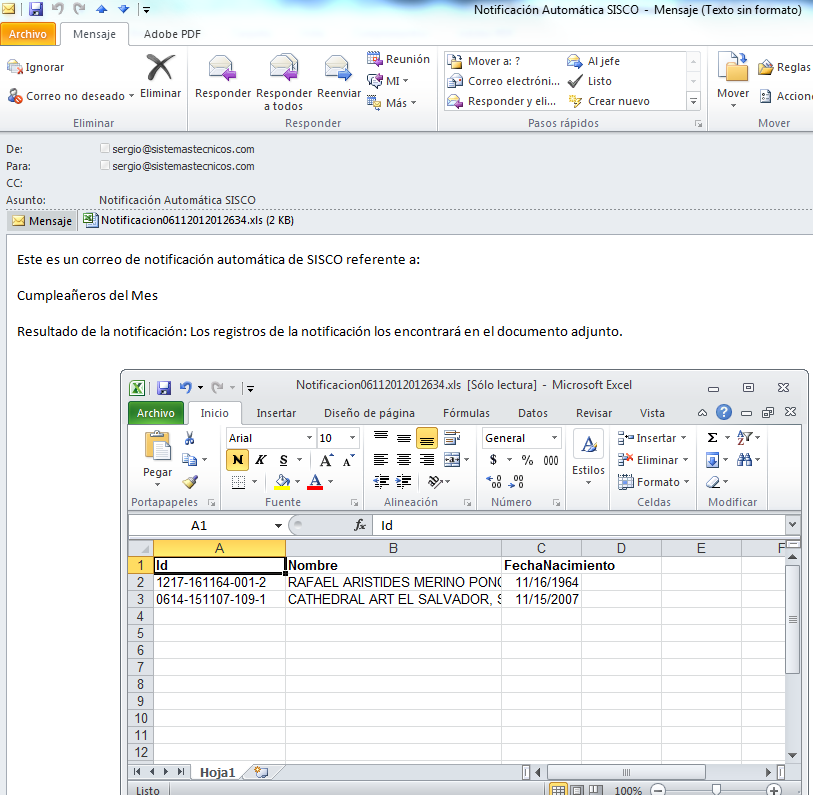 Notificación Automática SISCO - Mensaje (Texto sin formato)
Archivo Mensaje Adobe PDF
Ignorar
Correo no deseado
Eliminar
Eliminar
Responder
Responder a todos
Reenviar
Reunión
MI
Más
Responder
Mover a: ?
Correo electróni...
Responder y eli...
Al jefe
Listo
Crear nuevo
Pasos rápidos
Mover
Reglas
Accion
Mover
De: sergio@sistemastecnicos.com
Para: sergio@sistemastecnicos.com
CC:
Asunto: Notificación Automática SISCO
Mensaje Notificacion06112012012634.xls (2 KB)
Este es un correo de notificación automática de SISCO referente a:
Cumpleañeros del Mes
Resultado de la notificación: Los registros de la notificación los encontrará en el documento adjunto.
Notificacion06112012012634.xls [Sólo lectura] - Microsoft Excel
Archivo Inicio Insertar Diseño de página Fórmulas Datos Revisar Vista
Pegar
Portapapeles
Arial 10
N K S A A
A
Fuente
Alineación
General
$ % 000
Número
Estilos
Insertar
Eliminar
Formato
Celdas
Σ
Modificar
A1 fx Id
A B C D E F
1 Id Nombre FechaNacimiento
2 1217-161164-001-2 RAFAEL ARISTIDES MERINO PONC 11/16/1964
3 0614-151107-109-1 CATHEDRAL ART EL SALVADOR, S 11/15/2007
4
5
6
7
8
9
10
11
12
Hoja1
Listo 100%